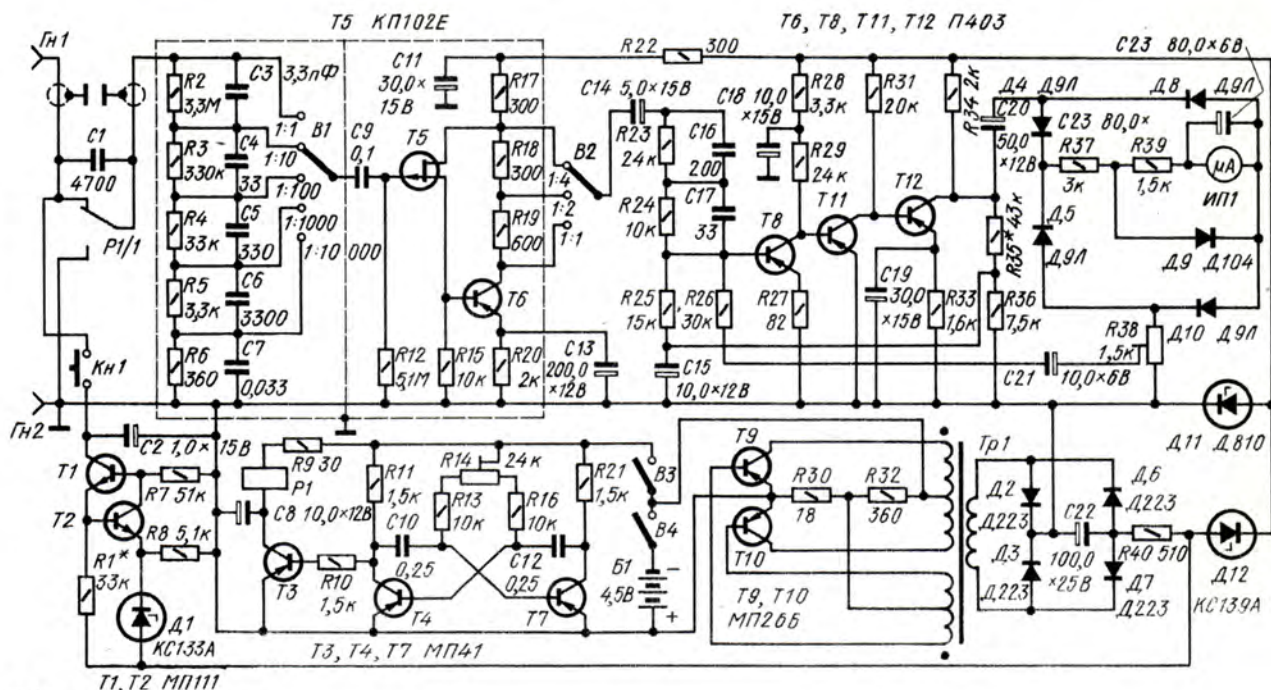 Т5 КП102Е
Т6, Т8, Т11, Т12 П403
Гн1
С1
4700
Р1/1
Кн1
Гн2
R2
3,3М
R3
330к
R4
33к
R5
3,3к
R6
360
С3
3,3пФ
С4
33
С5
330
С6
3300
С7
0,033
1:1
1:10
1:100
1:1000
1:10 000
В1
С9
0,1
С11
30,0×
15В
Т5
R12
5,1М
R15
10к
R17
300
R18
300
R19
600
Т6
R20
2к
С13
200,0
×12В
В2
1:4
1:2
1:1
R22
300
С14 5,0×15В
R23
24к
R24
10к
R25
15к
С16
200
С17
33
R26
30к
С15
10,0×12В
С18
10,0
×15В
R28
3,3к
R29
24к
Т8
R27
82
Т11
R31
20к
Т12
С19
30,0
×15В
R33
1,6к
R34 2к
С20
50,0
×12В
R35* 43к
R36
7,5к
С21
10,0×6В
Д4
Д9Л
С23 80,0×
С23 80,0×6В
Д8
Д9Л
R37
3к
R39
1,5к
μА
ИП1
Д5
Д9Л
Д9
Д104
Д10
Д9Л
R38
1,5к
Д11
Д810
С2 1,0×15В
Т1
R7 51к
Т2
R8 5,1к
R1*
33к
Д1
КС133А
Т1, Т2 МП111
R9 30
Р1
С8 10,0×12В
Т3
R10
1,5к
R11
1,5к
С10
0,25
R13
10к
R14
24к
R16
10к
С12
0,25
R21
1,5к
Т4
Т7
Т3, Т4, Т7 МП41
В3
В4
Б1
4,5В
−
+
Т9
Т10
Т9, Т10
МП26Б
R30
18
R32
360
Тр1
Д2
Д223
Д3
Д223
С22
100,0
×25В
Д6
Д223
Д7
Д223
R40 510
Д12
КС139А